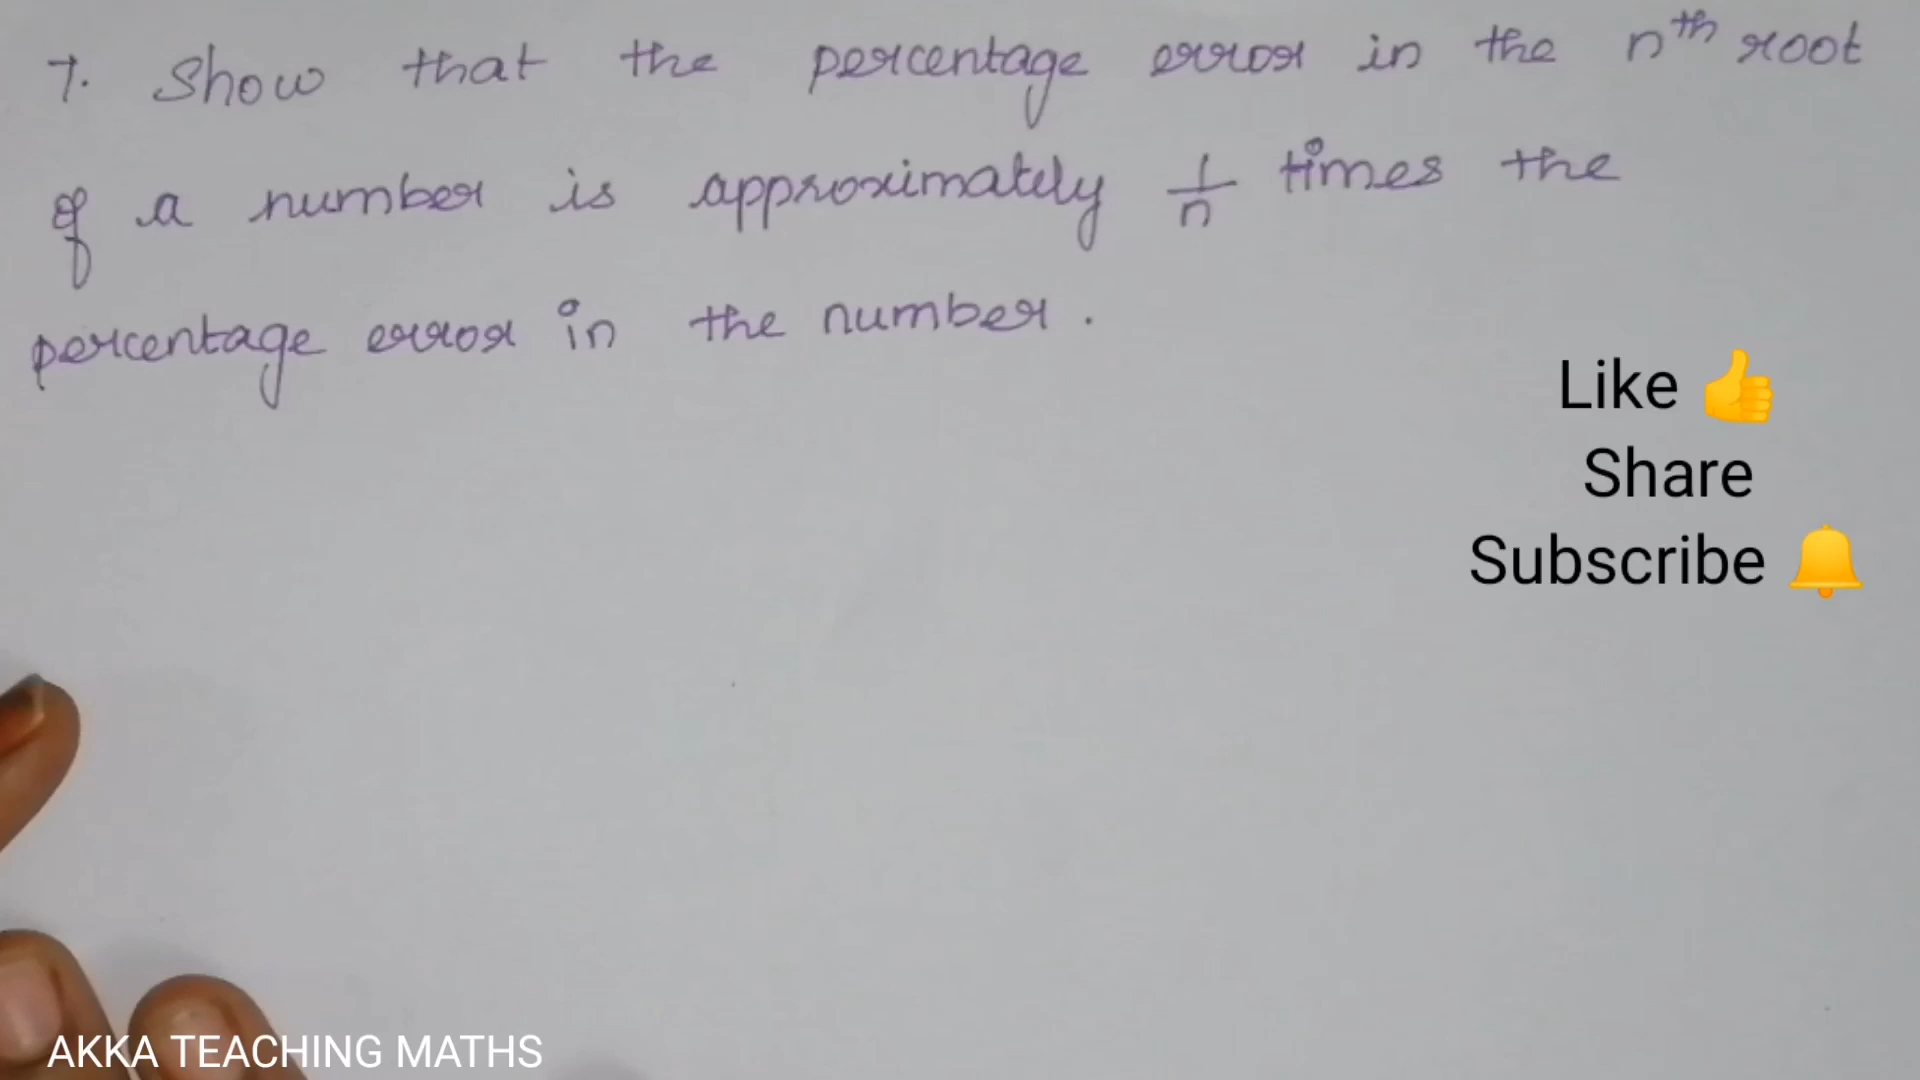 7. Show that the percentage error in the nth root
of a number is approximately 1/n times the
percentage error in the number.
Like 👍
Share
Subscribe 🔔
AKKA TEACHING MATHS